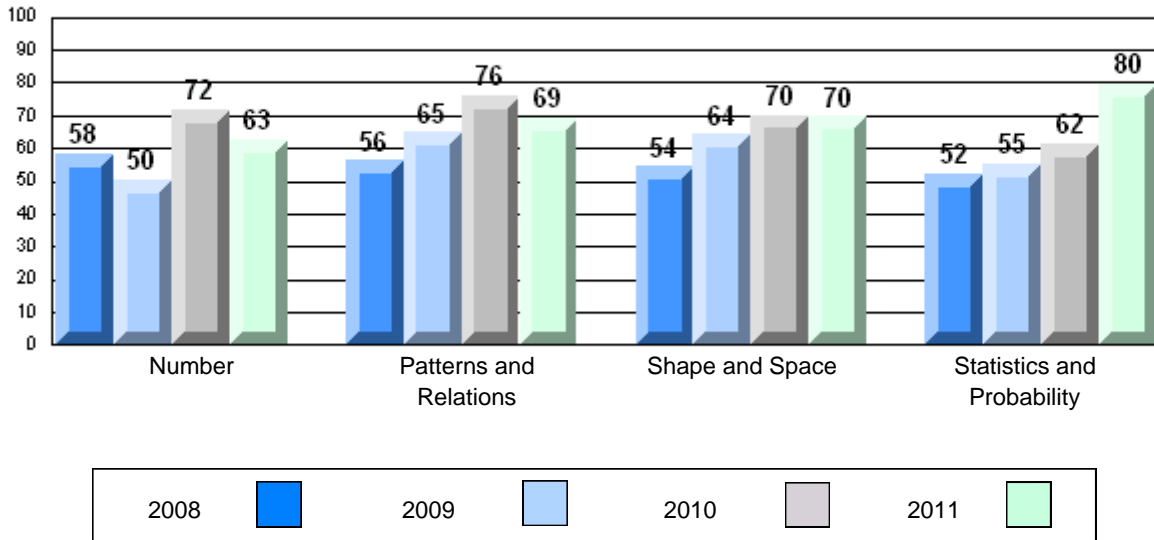 100
90
80
70
60
50
40
30
20
10
0
58 50 72 63
56 65 76 69
54 64 70 70
52 55 62 80
Number
Patterns and
Relations
Shape and Space
Statistics and
Probability
2008 2009 2010 2011